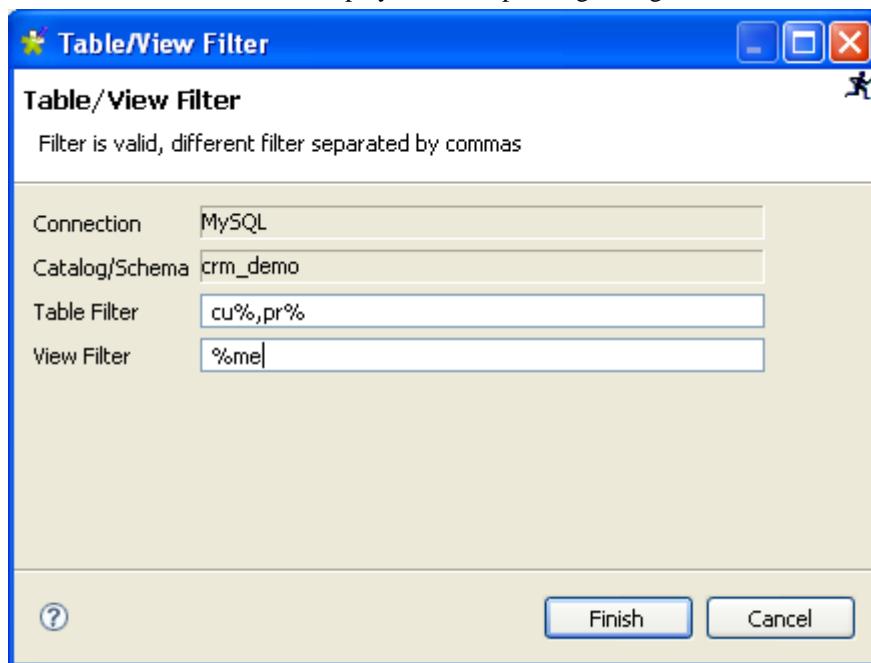 Table/View Filter
Table/View Filter
Filter is valid, different filter separated by commas
Connection MySQL
Catalog/Schema crm_demo
Table Filter cu%,pr%
View Filter %me
? Finish Cancel